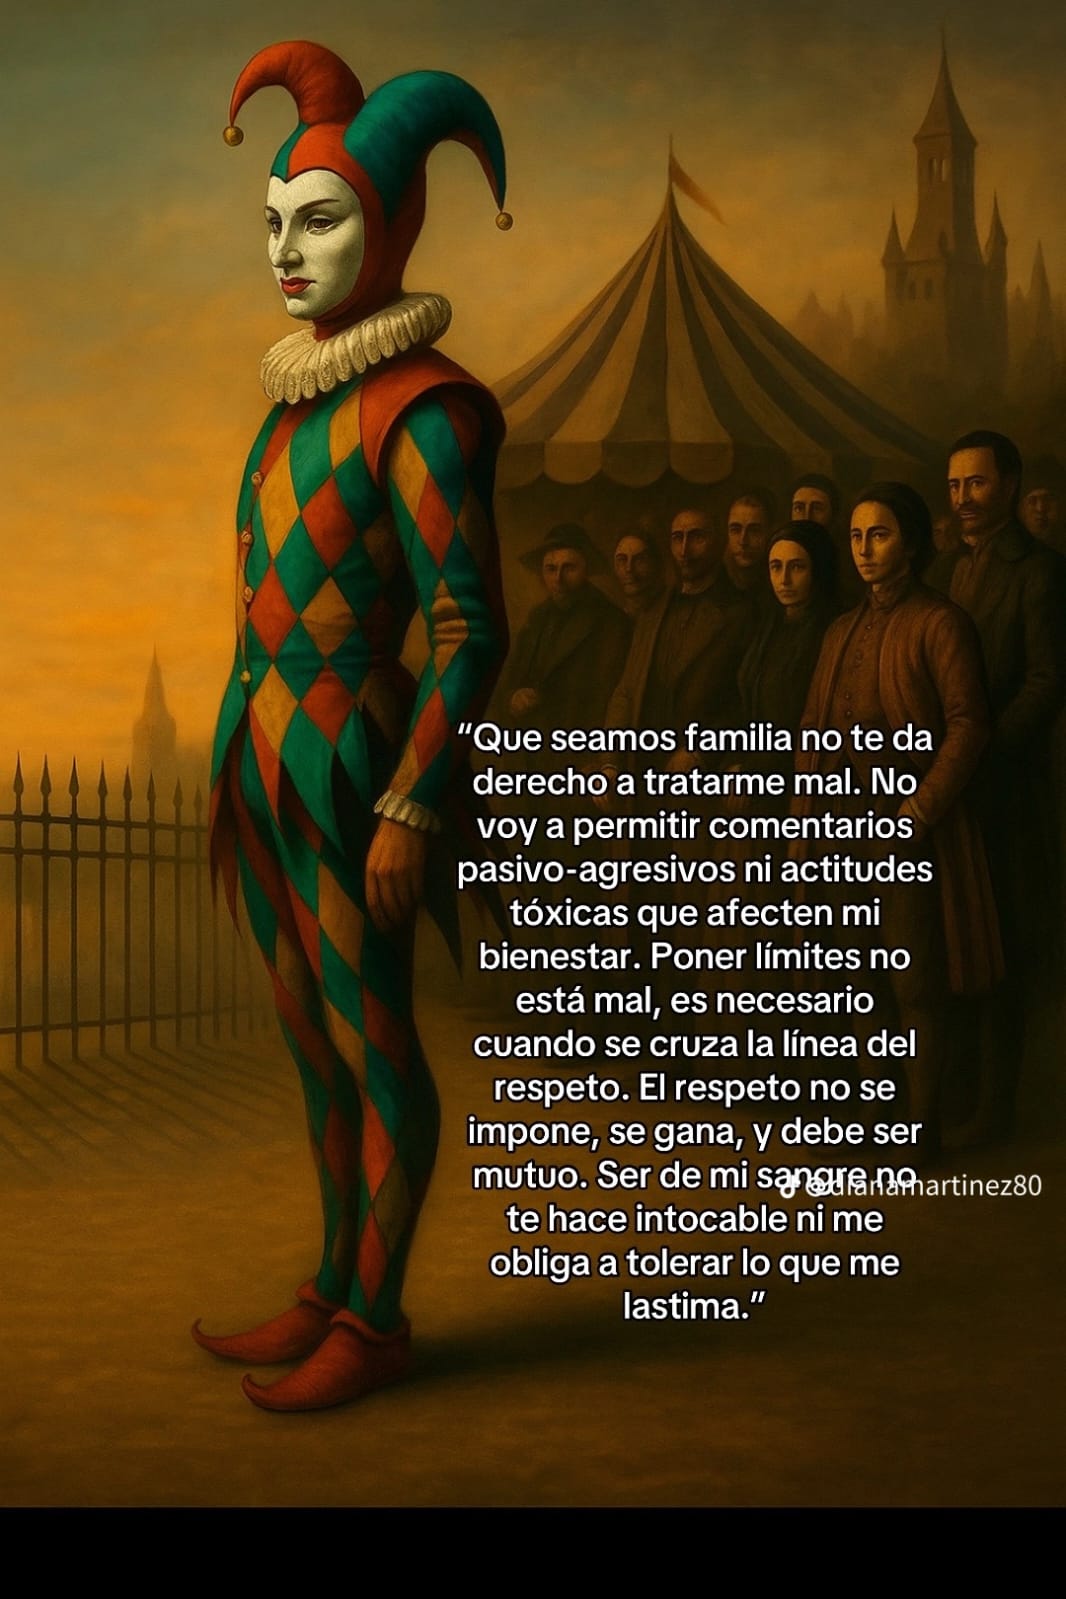 “Que seamos familia no te da
derecho a tratarme mal. No
voy a permitir comentarios
pasivo-agresivos ni actitudes
tóxicas que afecten mi
bienestar. Poner límites no
está mal, es necesario
cuando se cruza la línea del
respeto. El respeto no se
impone, se gana, y debe ser
mutuo. Ser de mi sangre no
@dianamartinez80
te hace intocable ni me
obliga a tolerar lo que me
lastima.”